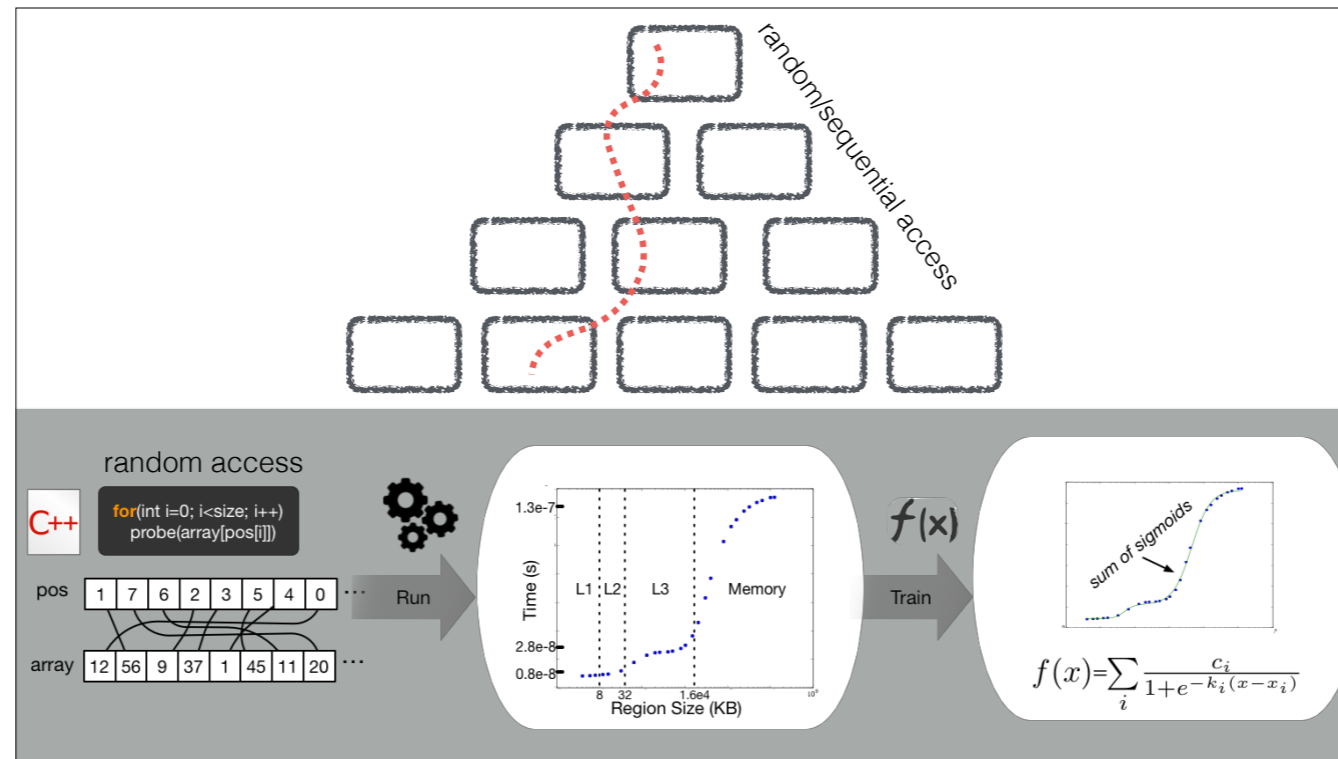 random/sequential access
random access
C++
for(int i=0; i<size; i++)
probe(array[pos[i]])
pos 1 7 6 2 3 5 4 0 ...
array 12 56 9 37 1 45 11 20 ...
Run
Time (s)
1.3e-7
2.8e-8
0.8e-8
L1 L2 L3 Memory
8 32 1.6e4
Region Size (KB)
f(x)
Train
sum of sigmoids
f(x)=∑_i c_i/(1+e^{-k_i(x-x_i)})